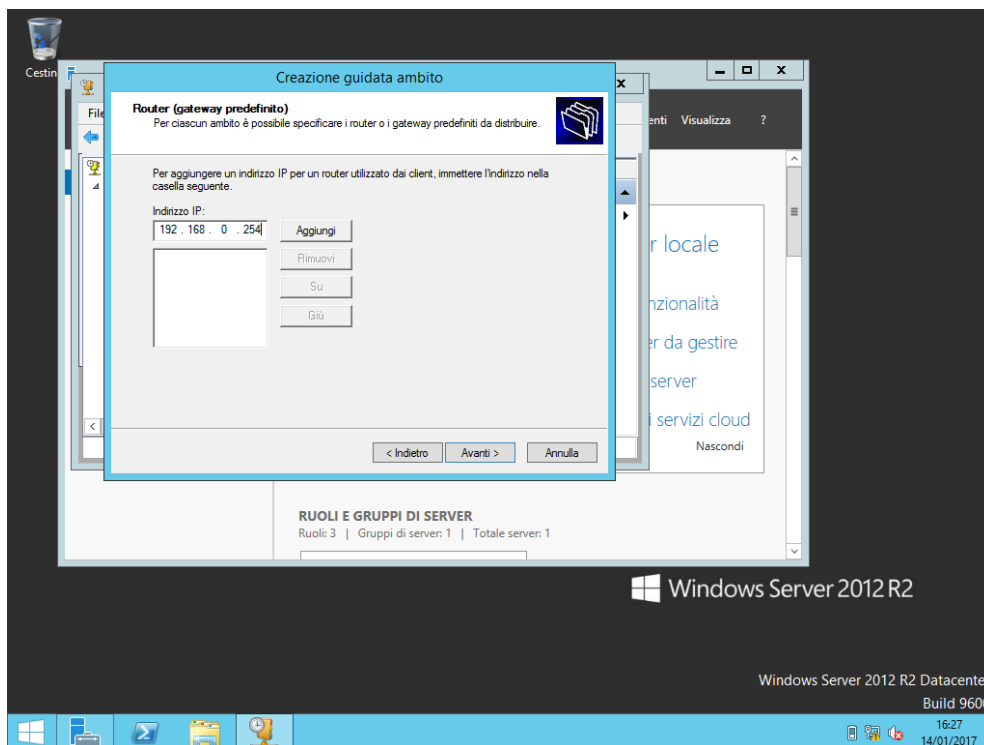 Cestin
Creazione guidata ambito
x
x
File
Router (gateway predefinito)
Per ciascun ambito è possibile specificare i router o i gateway predefiniti da distribuire.
enti Visualizza ?
Per aggiungere un indirizzo IP per un router utilizzato dai client, immettere l'indirizzo nella
casella seguente.
Indirizzo IP:
192 . 168 . 0 . 254
Aggiungi
Rimuovi
Su
Giù
r locale
nzionalità
er da gestire
server
i servizi cloud
Nascondi
< Indietro
Avanti >
Annulla
RUOLI E GRUPPI DI SERVER
Ruoli: 3 | Gruppi di server: 1 | Totale server: 1
Windows Server 2012 R2
Windows Server 2012 R2 Datacente
Build 960
16:27
14/01/2017